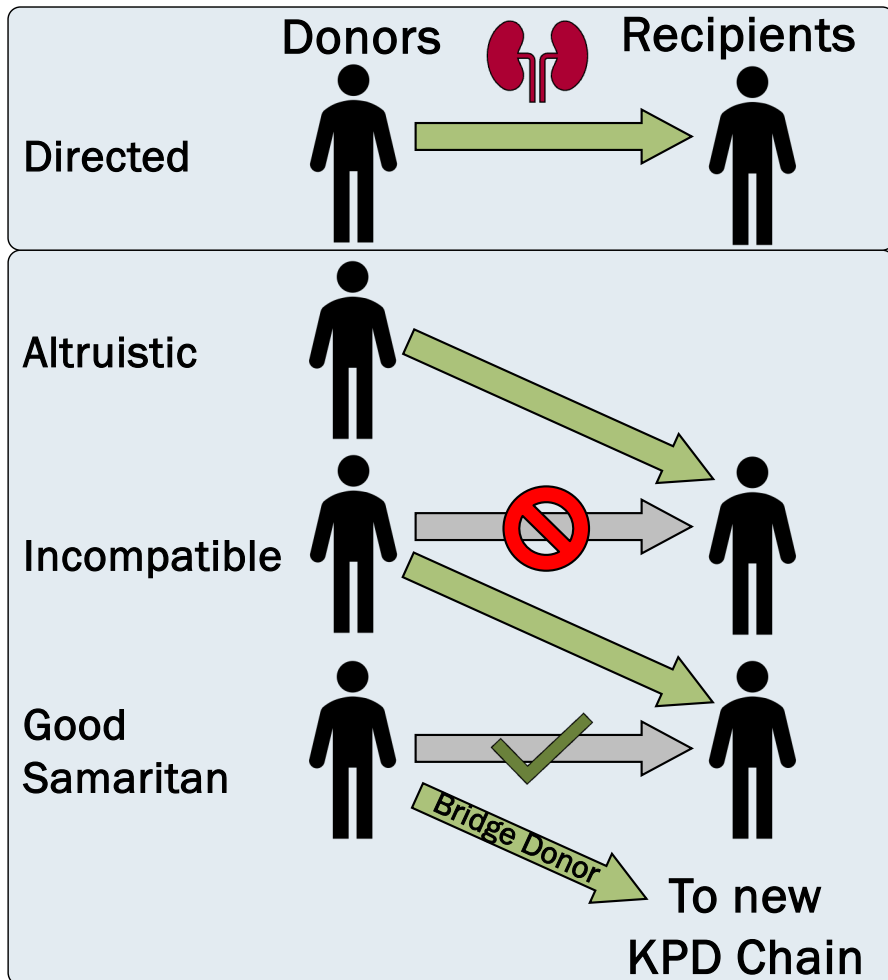 Donors
Recipients
Directed
Altruistic
Incompatible
Good
Samaritan
Bridge Donor
To new
KPD Chain